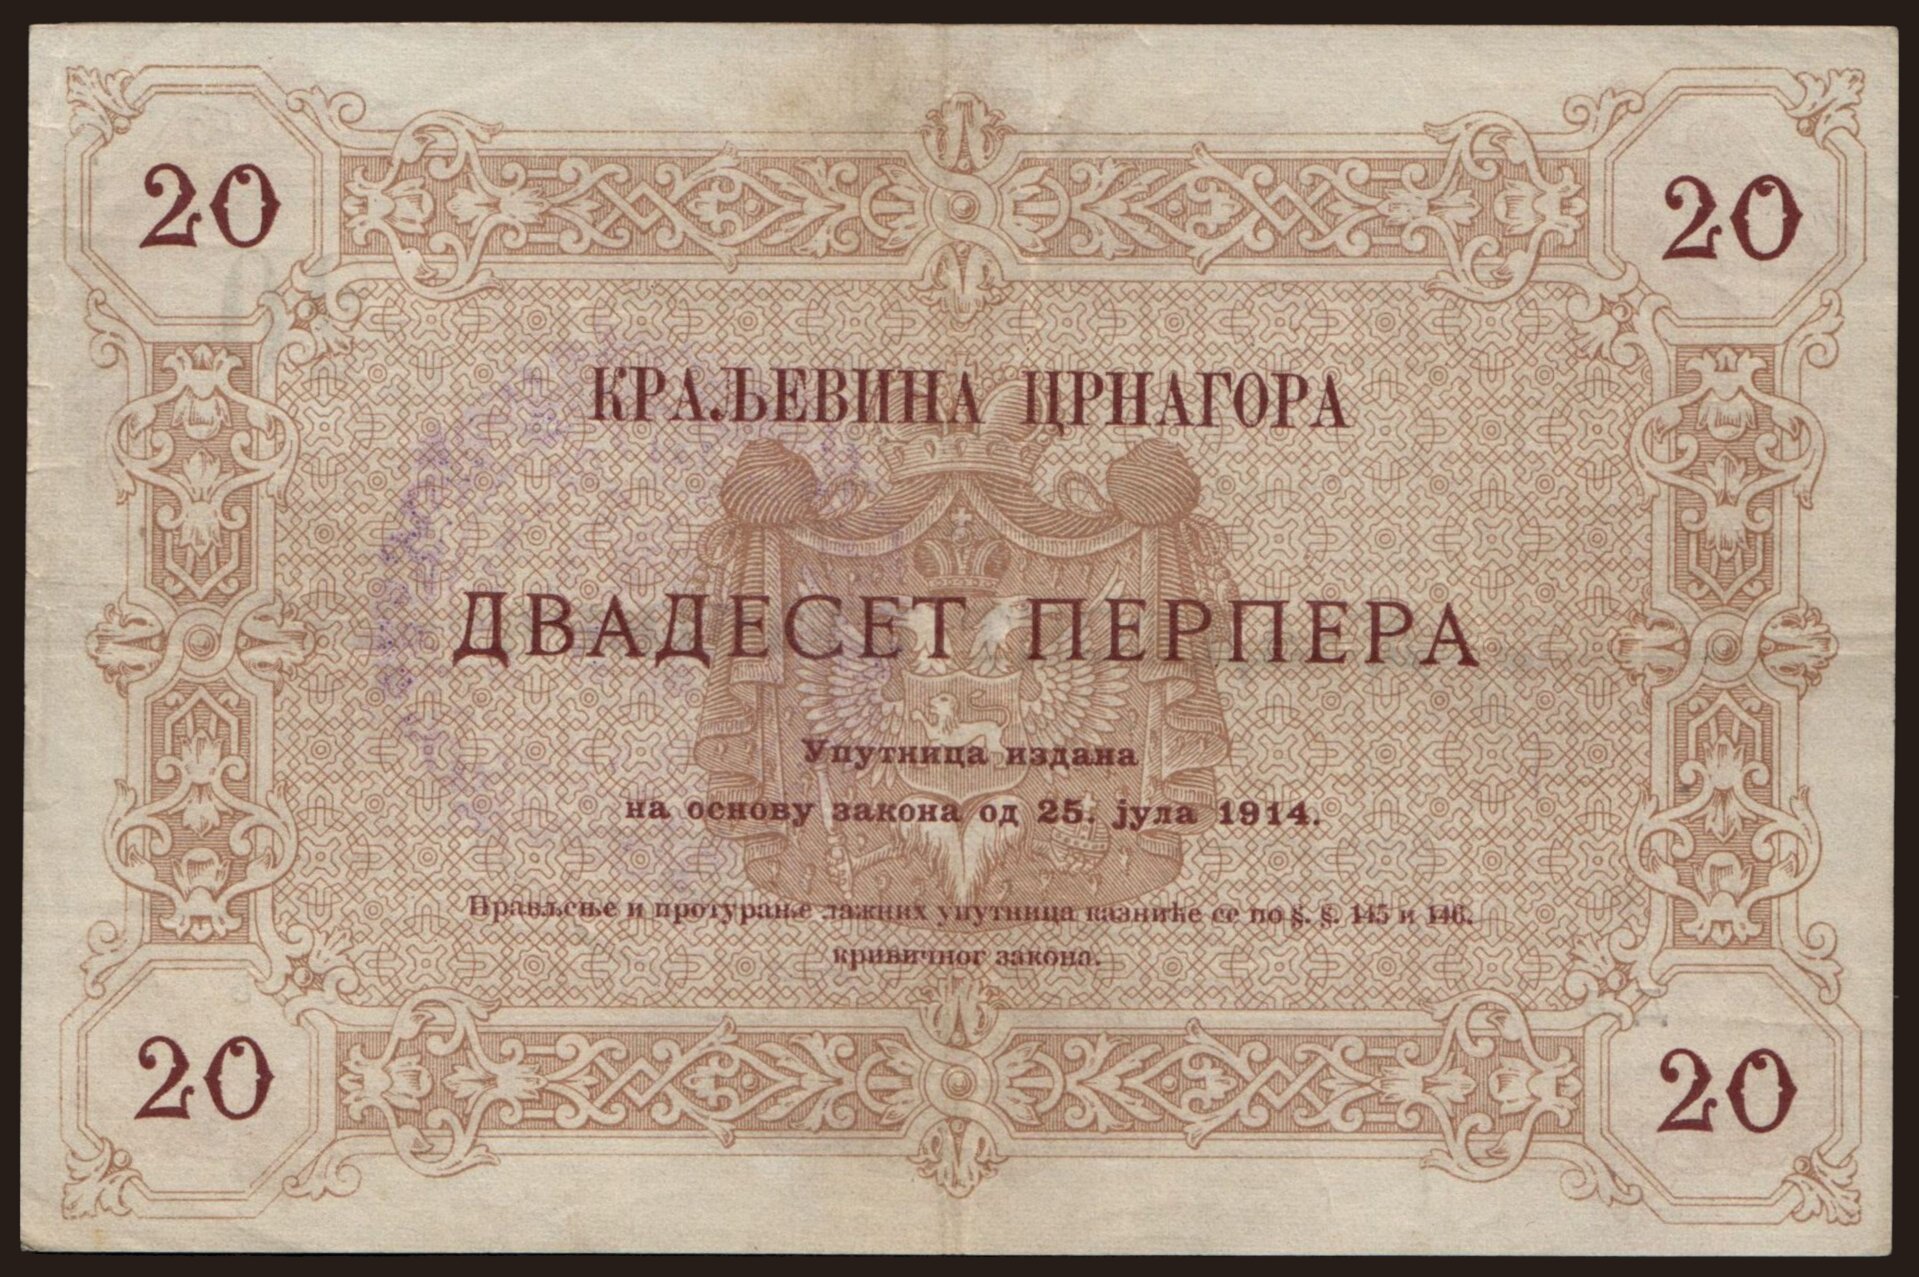 20 20
КРАЉЕВИНА ЦРНАГОРА
ДВАДЕСЕТ ПЕРПЕРА
Упутница издана
на основу закона од 25. јула 1914.
Прављење и протурање лажних упутница казниће се по §. §. 145 и 146.
кривичног закона.
20 20